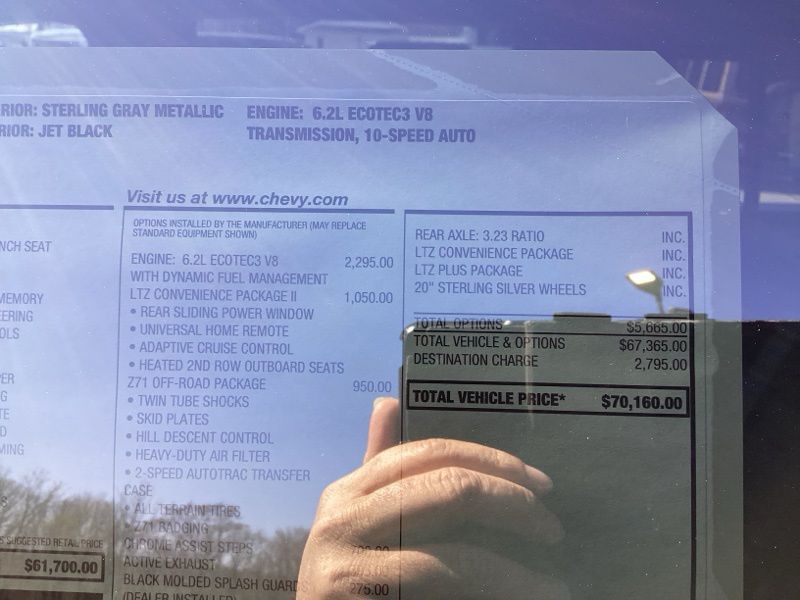 RIOR: STERLING GRAY METALLIC
RIOR: JET BLACK
ENGINE: 6.2L ECOTEC3 V8
TRANSMISSION, 10-SPEED AUTO
NCH SEAT
MEMORY
EERING
OLS
PER
G
TE
D
MING
S
S SUGGESTED RETAIL PRICE
$61,700.00
Visit us at www.chevy.com
OPTIONS INSTALLED BY THE MANUFACTURER (MAY REPLACE
STANDARD EQUIPMENT SHOWN)
ENGINE: 6.2L ECOTEC3 V8 2,295.00
WITH DYNAMIC FUEL MANAGEMENT
LTZ CONVENIENCE PACKAGE II 1,050.00
• REAR SLIDING POWER WINDOW
• UNIVERSAL HOME REMOTE
• ADAPTIVE CRUISE CONTROL
• HEATED 2ND ROW OUTBOARD SEATS
Z71 OFF-ROAD PACKAGE 950.00
• TWIN TUBE SHOCKS
• SKID PLATES
• HILL DESCENT CONTROL
• HEAVY-DUTY AIR FILTER
• 2-SPEED AUTOTRAC TRANSFER
CASE
• ALL TERRAIN TIRES
• Z71 BADGING
CHROME ASSIST STEPS
ACTIVE EXHAUST
BLACK MOLDED SPLASH GUARDS 275.00
(DEALER INSTALLED)
REAR AXLE: 3.23 RATIO INC.
LTZ CONVENIENCE PACKAGE INC.
LTZ PLUS PACKAGE INC.
20" STERLING SILVER WHEELS INC.
TOTAL OPTIONS $5,665.00
TOTAL VEHICLE & OPTIONS $67,365.00
DESTINATION CHARGE 2,795.00
TOTAL VEHICLE PRICE* $70,160.00